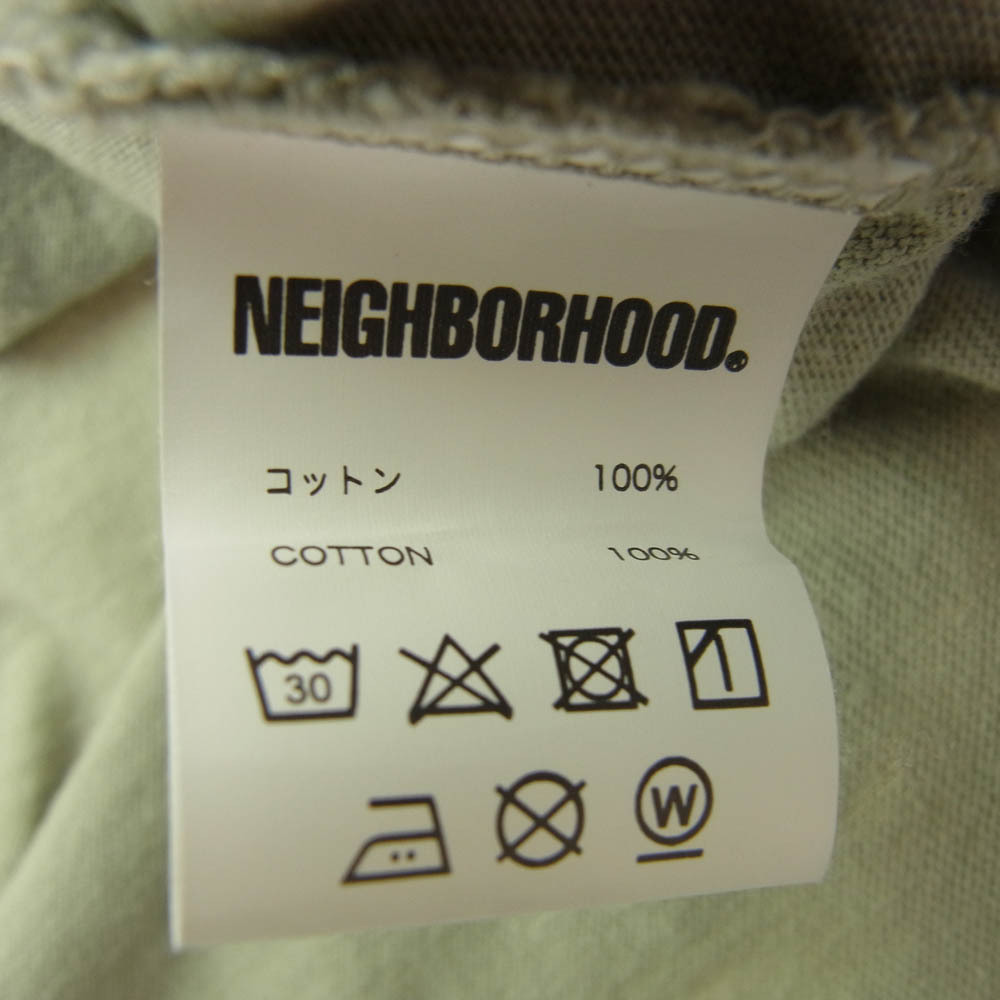 NEIGHBORHOOD.
コットン 100%
COTTON 100%
30
W